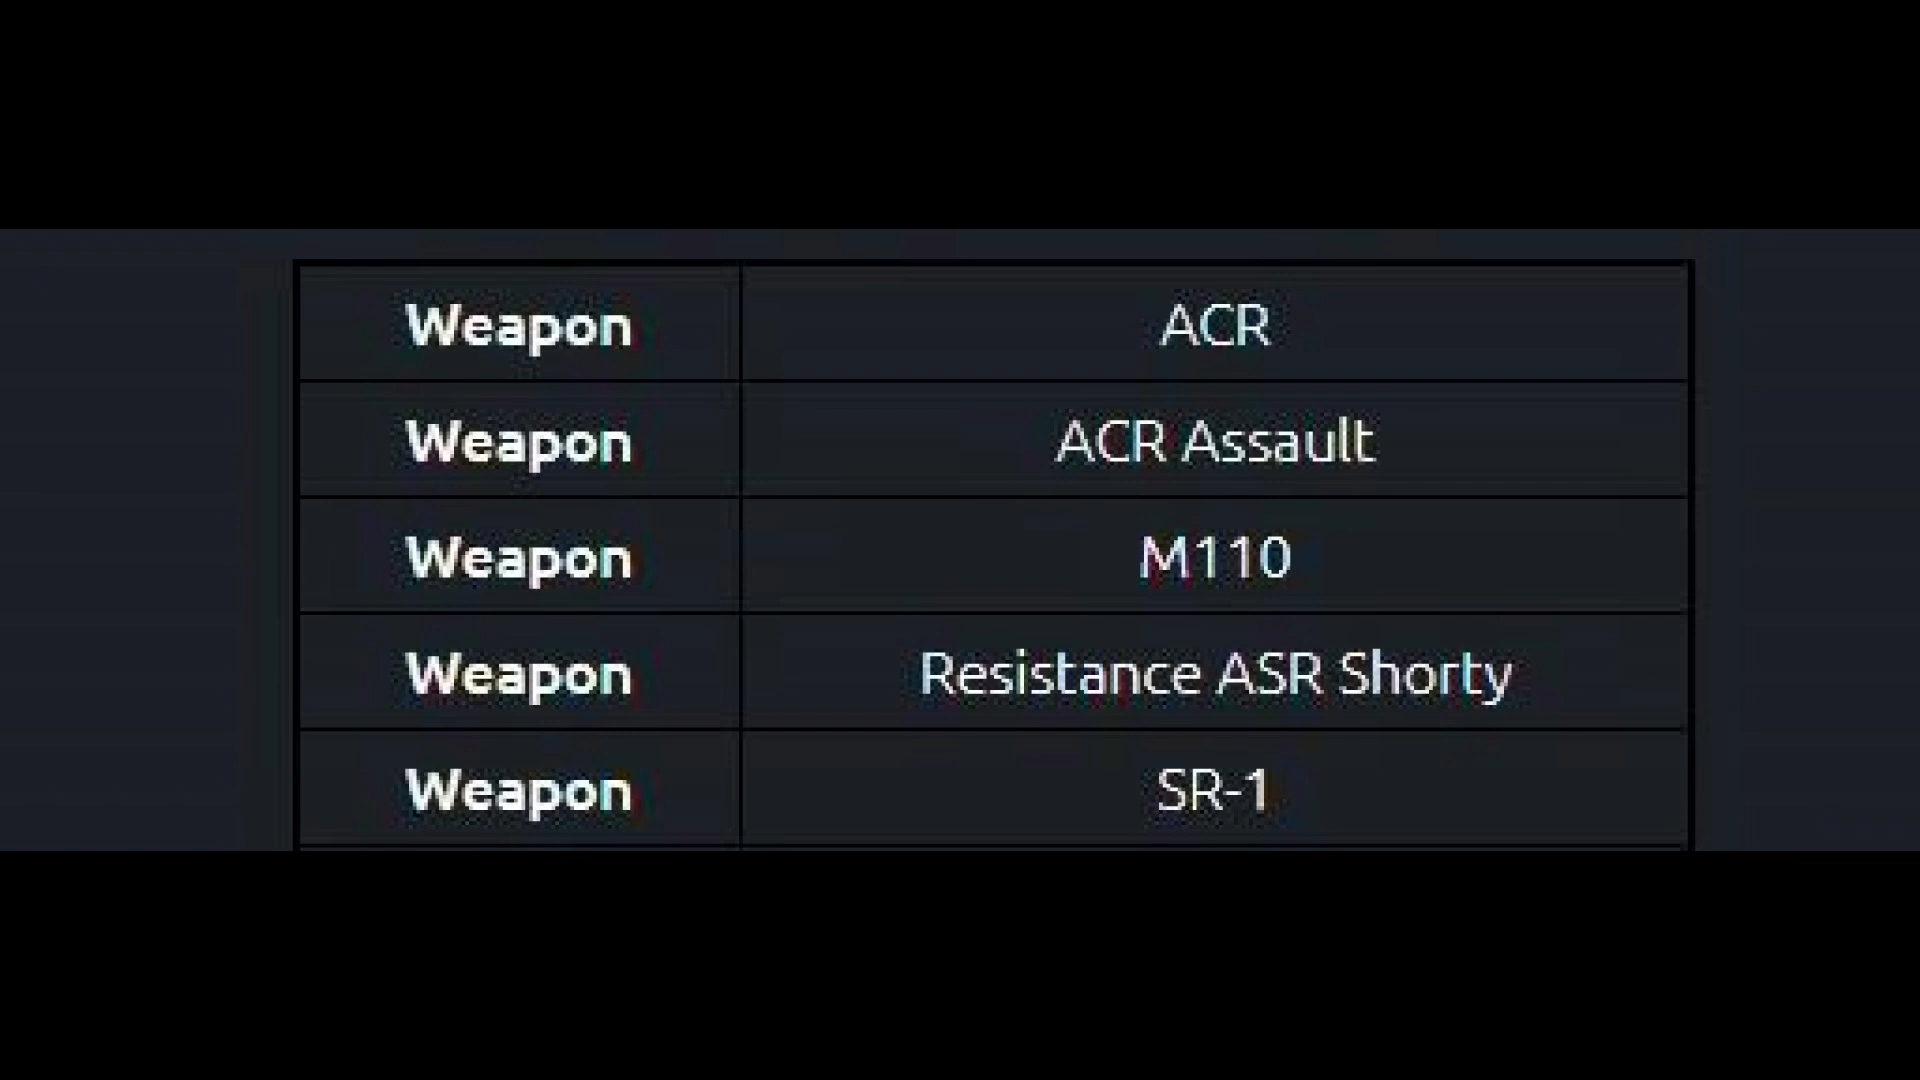 Weapon ACR
Weapon ACR Assault
Weapon M110
Weapon Resistance ASR Shorty
Weapon SR-1